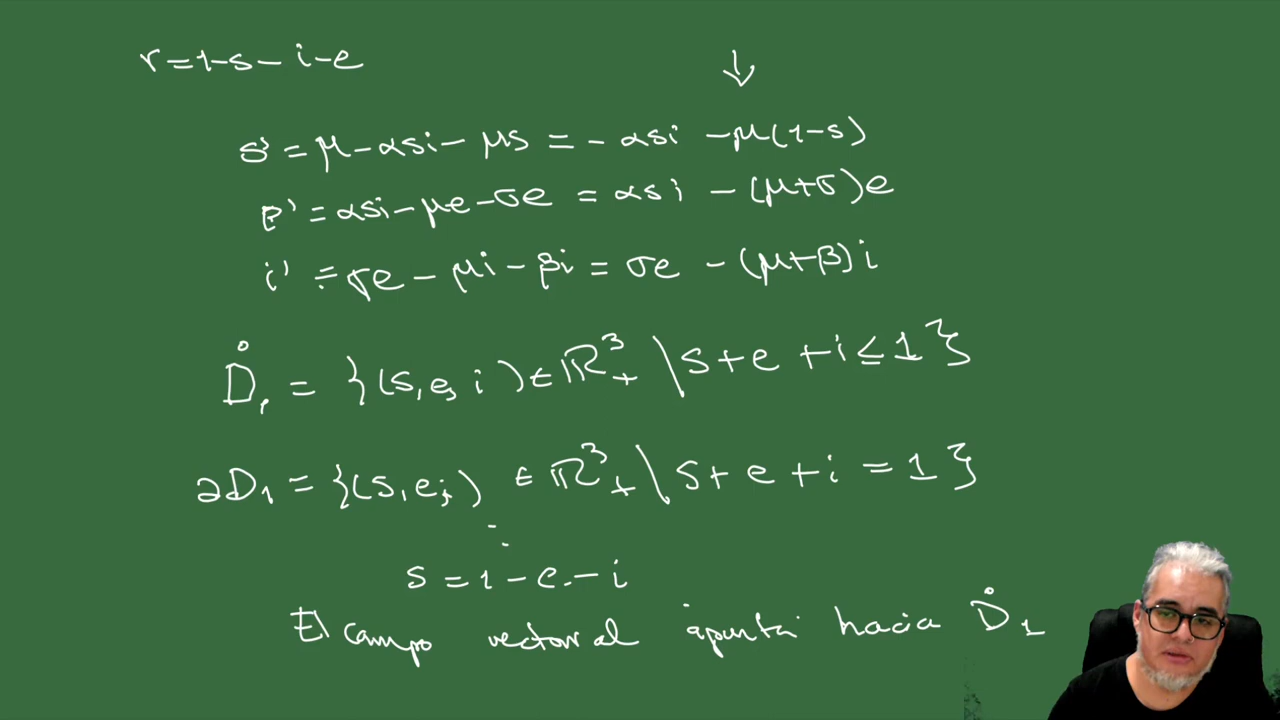 r=1-s-i-e
s' = μ-αsi-μs = -αsi -μ(1-s)
e' = αsi-μe-σe = αsi -(μ+σ)e
i' = σe-μi-βi = σe -(μ+β)i
D̊₁ = {(s,e,i)∈ℝ³₊ \ s+e+i≤1}
∂D₁ = {(s,e,i) ∈ ℝ³₊ \ s+e+i=1}
s=1-e-i
El campo vectorial apunta hacia D̊₁